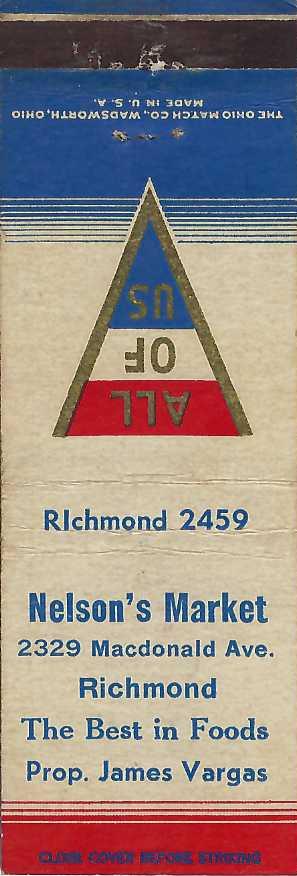 THE OHIO MATCH CO., WADSWORTH, OHIO
MADE IN U. S. A.
ALL
OF
US
RIchmond 2459
Nelson's Market
2329 Macdonald Ave.
Richmond
The Best in Foods
Prop. James Vargas
CLOSE COVER BEFORE STRIKING